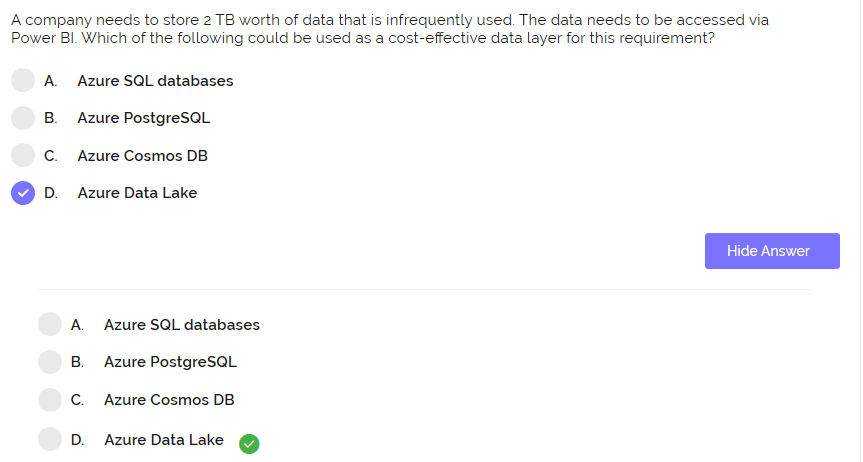 A company needs to store 2 TB worth of data that is infrequently used. The data needs to be accessed via
Power BI. Which of the following could be used as a cost-effective data layer for this requirement?
A. Azure SQL databases
B. Azure PostgreSQL
C. Azure Cosmos DB
D. Azure Data Lake
Hide Answer
A. Azure SQL databases
B. Azure PostgreSQL
C. Azure Cosmos DB
D. Azure Data Lake